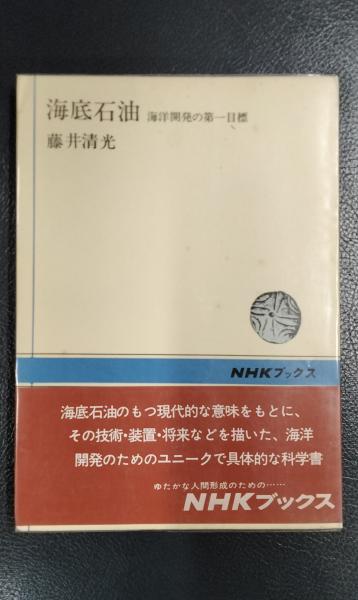 海底石油 海洋開発の第一目標
藤井清光
NHKブックス
海底石油のもつ現代的な意味をもとに、
その技術・装置・将来などを描いた、海洋
開発のためのユニークで具体的な科学書
ゆたかな人間形成のための……
NHKブックス